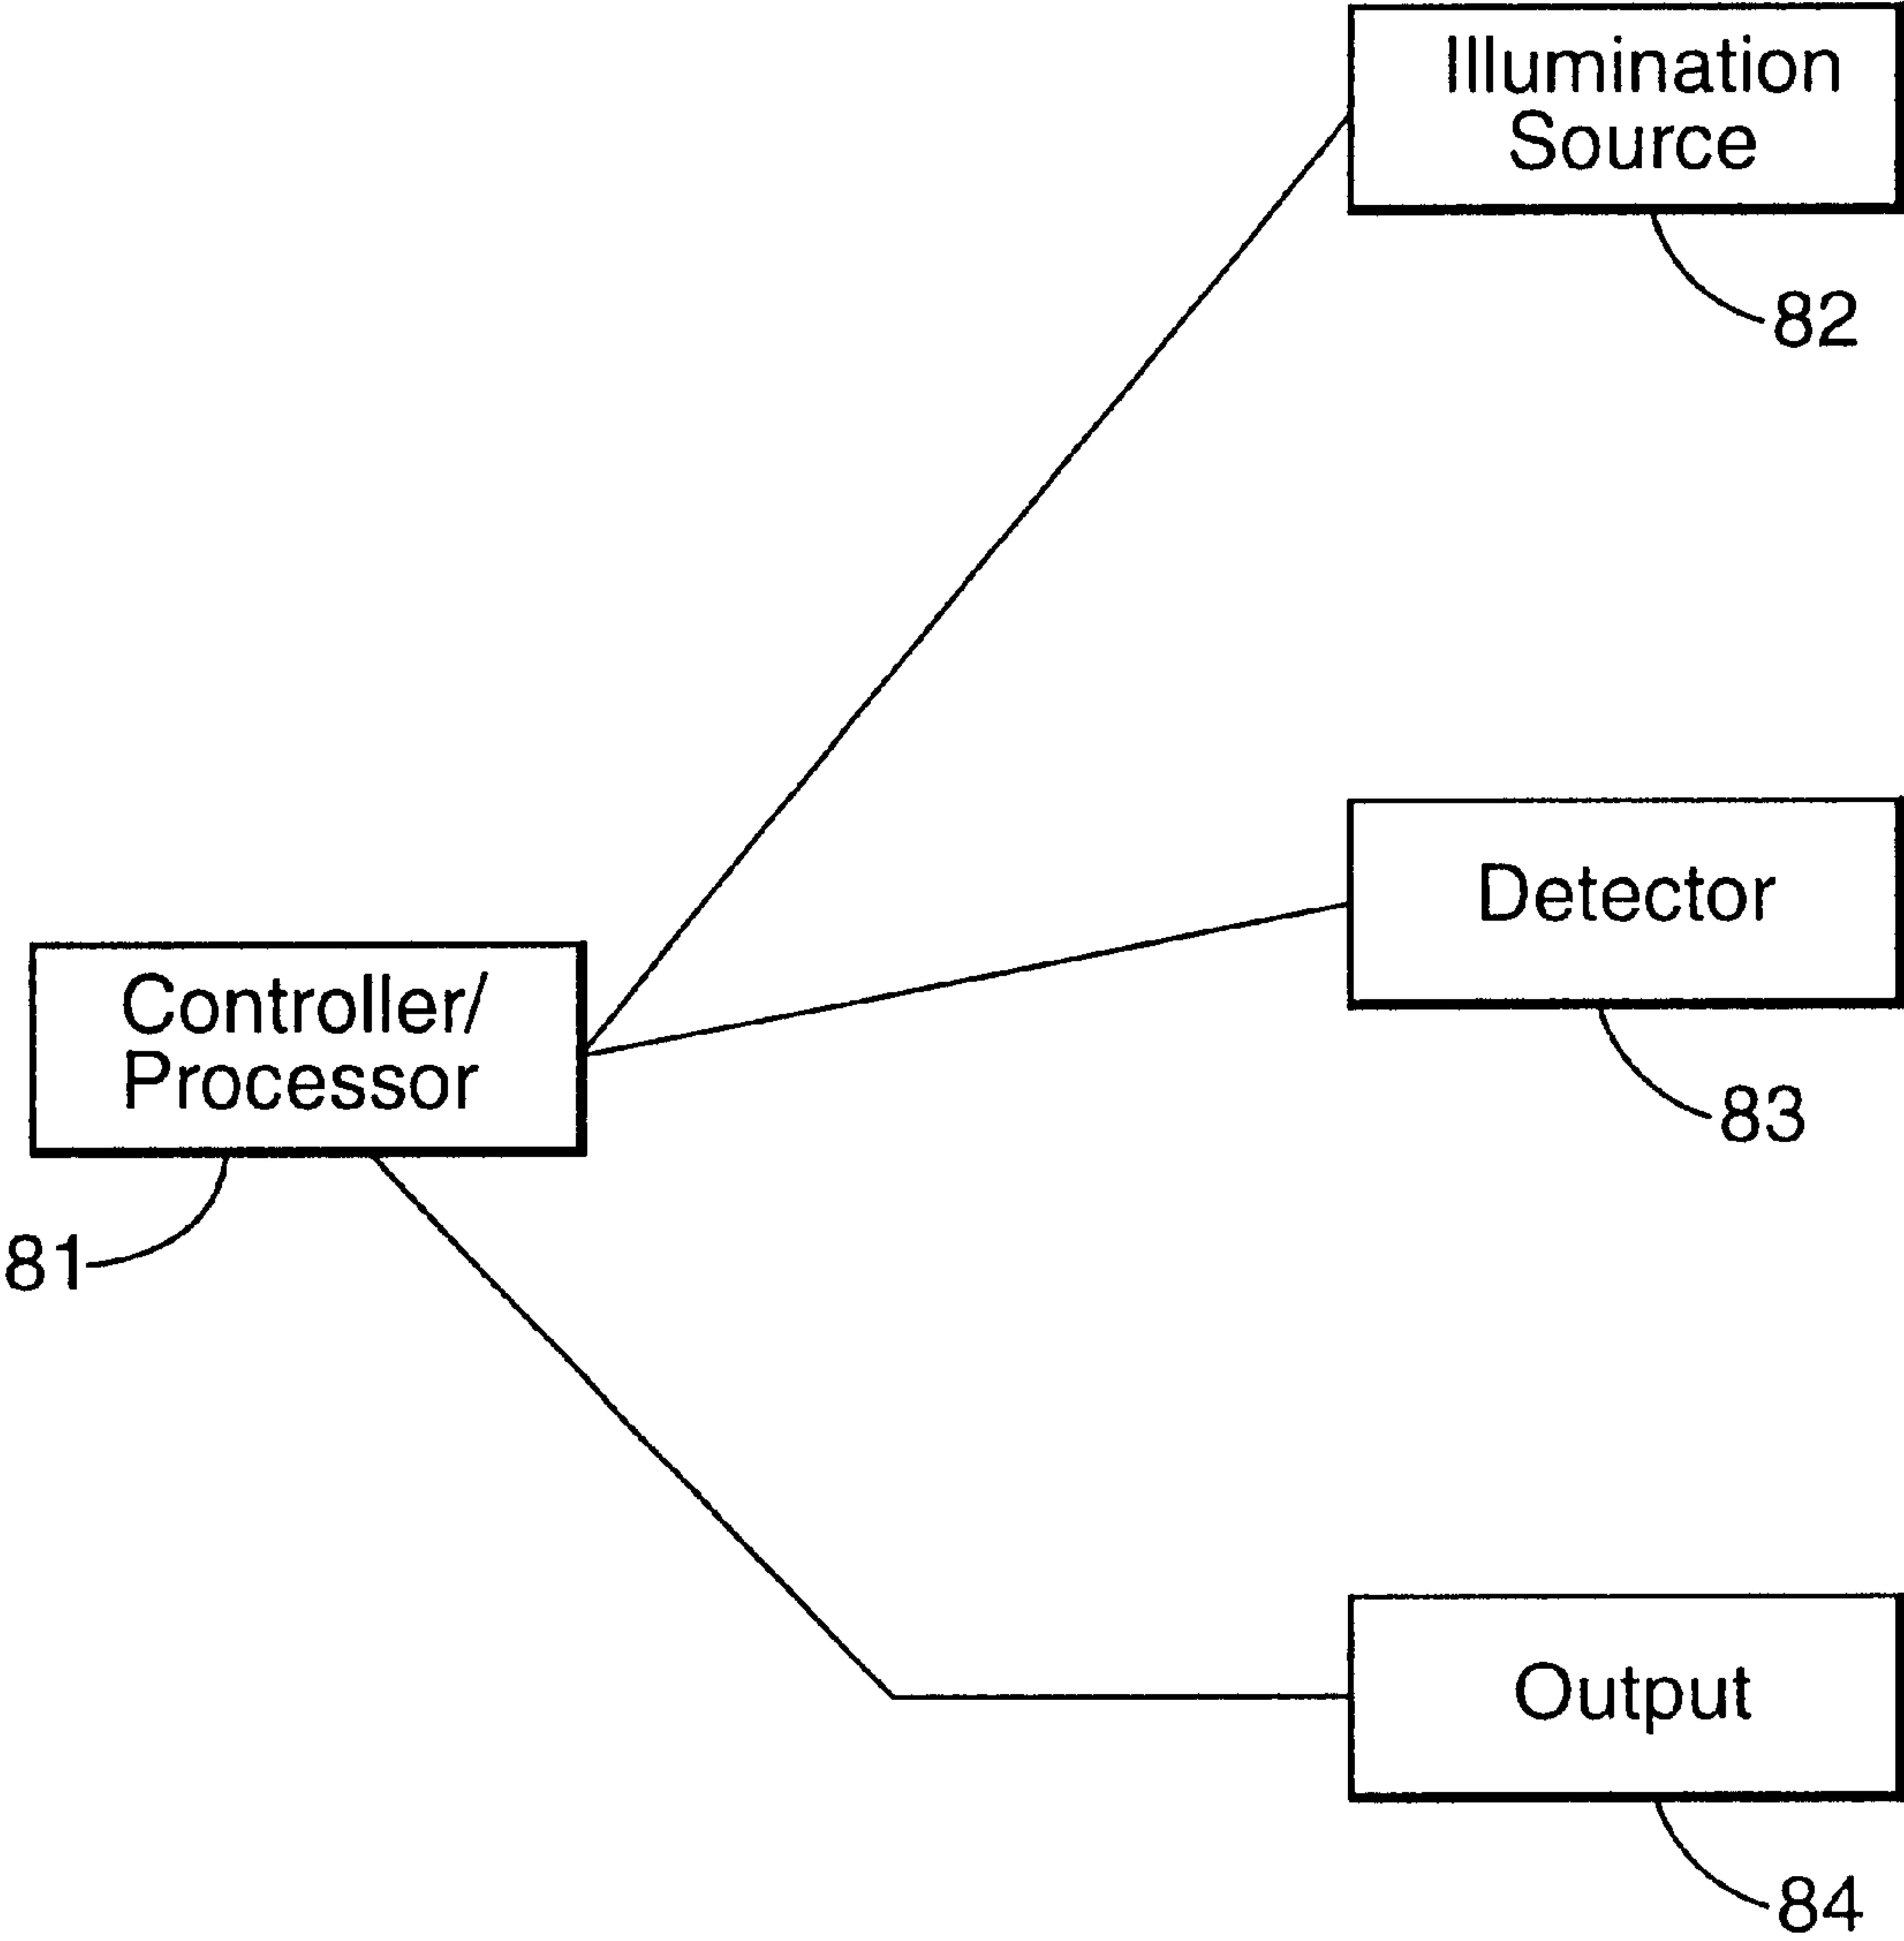 Illumination
Source
82
Detector
83
Controller/
Processor
81
Output
84